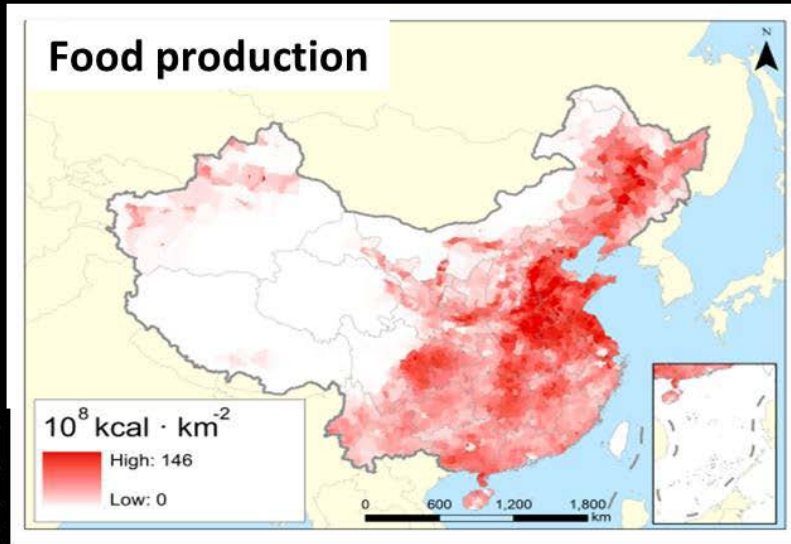 Food production
N
10⁸ kcal · km⁻²
High: 146
Low: 0
0 600 1,200 1,800
km